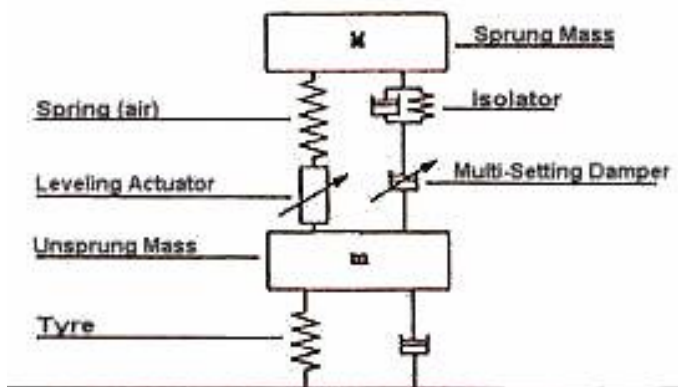 M
Sprung Mass
Spring (air)
Isolator
Leveling Actuator
Multi-Setting Damper
Unsprung Mass
m
Tyre